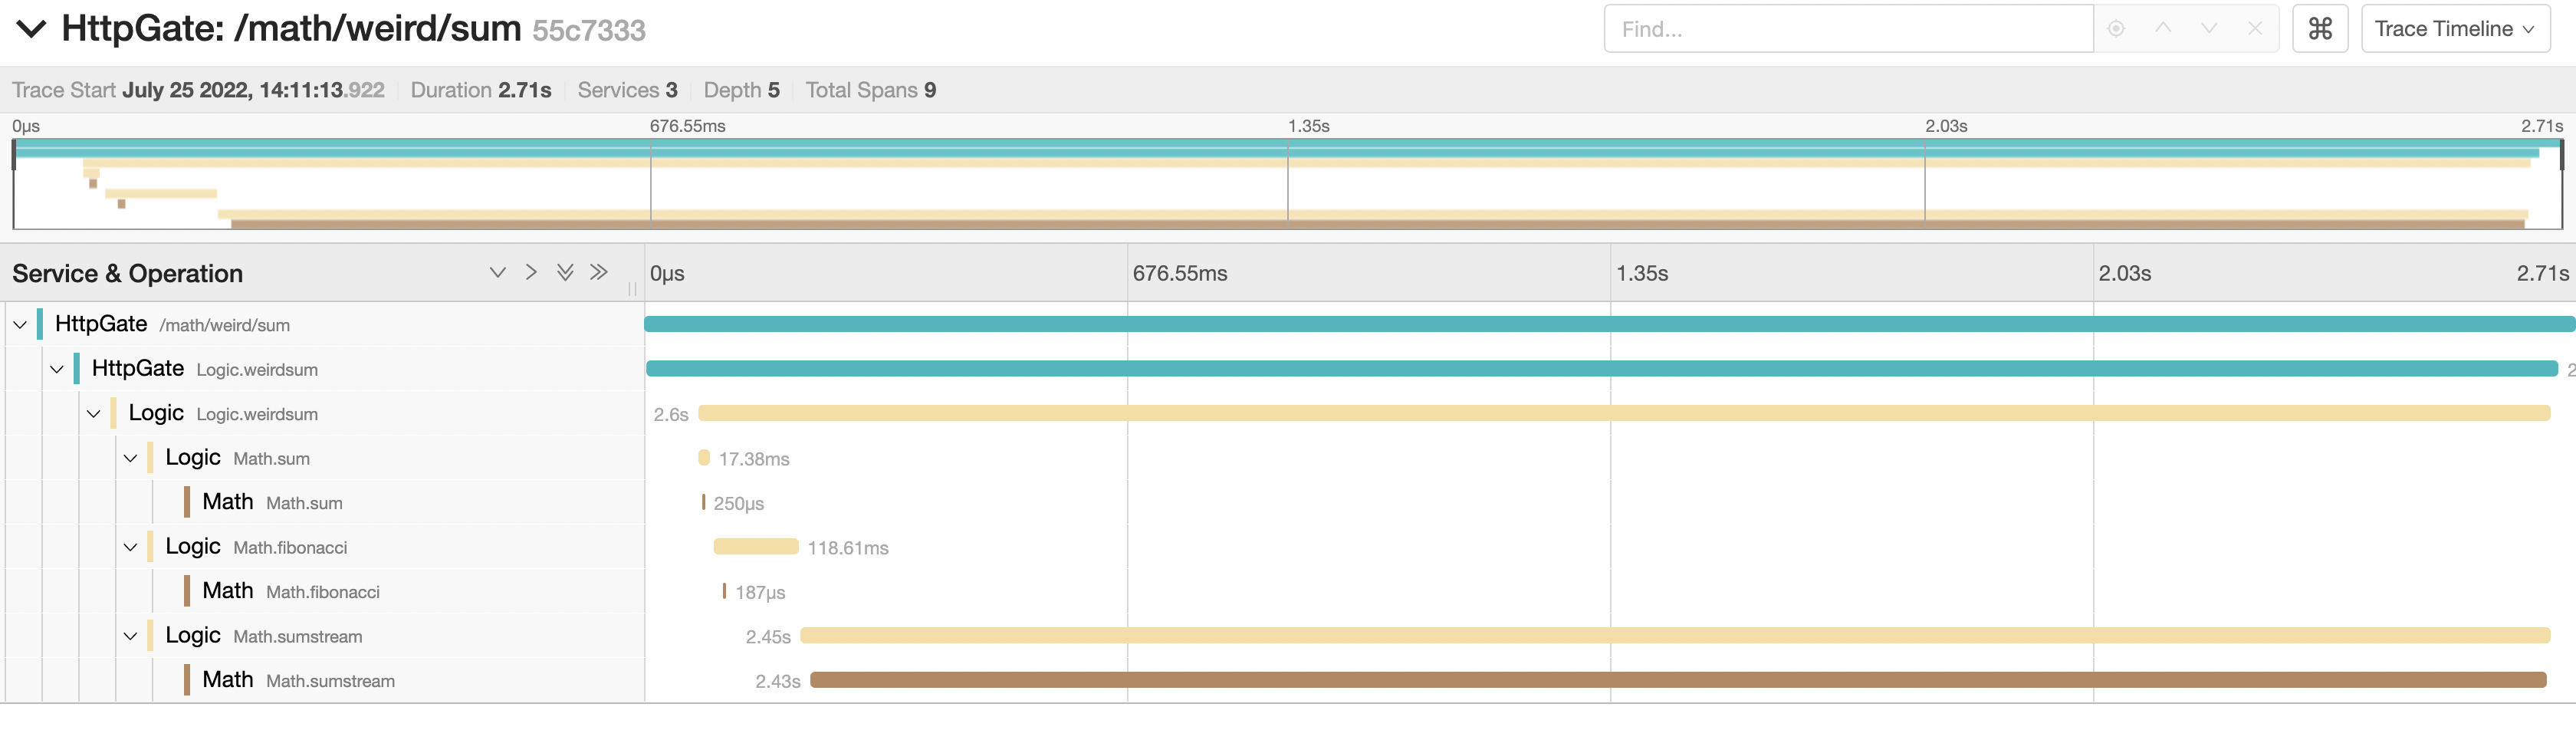 HttpGate: /math/weird/sum 55c7333
Find...
⌘
Trace Timeline
Trace Start July 25 2022, 14:11:13.922 Duration 2.71s Services 3 Depth 5 Total Spans 9
0μs 676.55ms 1.35s 2.03s 2.71s
Service & Operation 0μs 676.55ms 1.35s 2.03s 2.71s
HttpGate /math/weird/sum
HttpGate Logic.weirdsum 2
Logic Logic.weirdsum 2.6s
Logic Math.sum 17.38ms
Math Math.sum 250μs
Logic Math.fibonacci 118.61ms
Math Math.fibonacci 187μs
Logic Math.sumstream 2.45s
Math Math.sumstream 2.43s